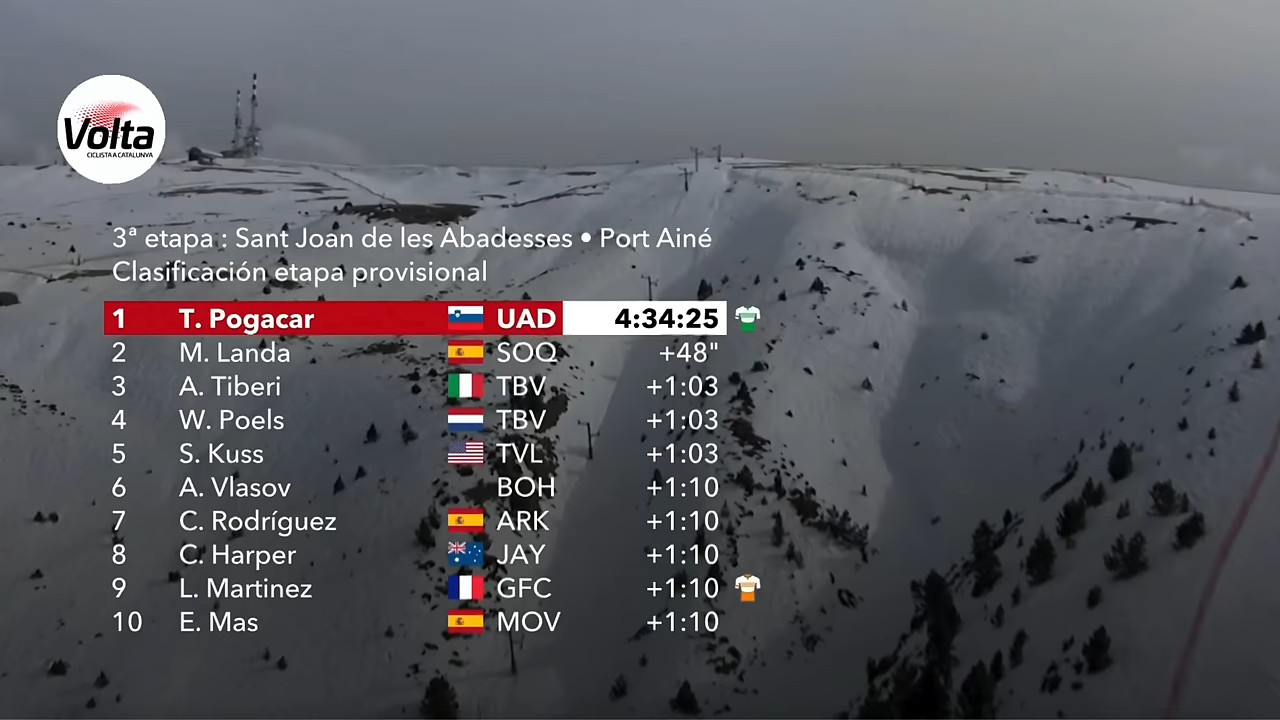 Volta
CICLISTA A CATALUNYA
3ª etapa : Sant Joan de les Abadesses • Port Ainé
Clasificación etapa provisional
1 T. Pogacar UAD 4:34:25
2 M. Landa SOQ +48"
3 A. Tiberi TBV +1:03
4 W. Poels TBV +1:03
5 S. Kuss TVL +1:03
6 A. Vlasov BOH +1:10
7 C. Rodríguez ARK +1:10
8 C. Harper JAY +1:10
9 L. Martinez GFC +1:10
10 E. Mas MOV +1:10